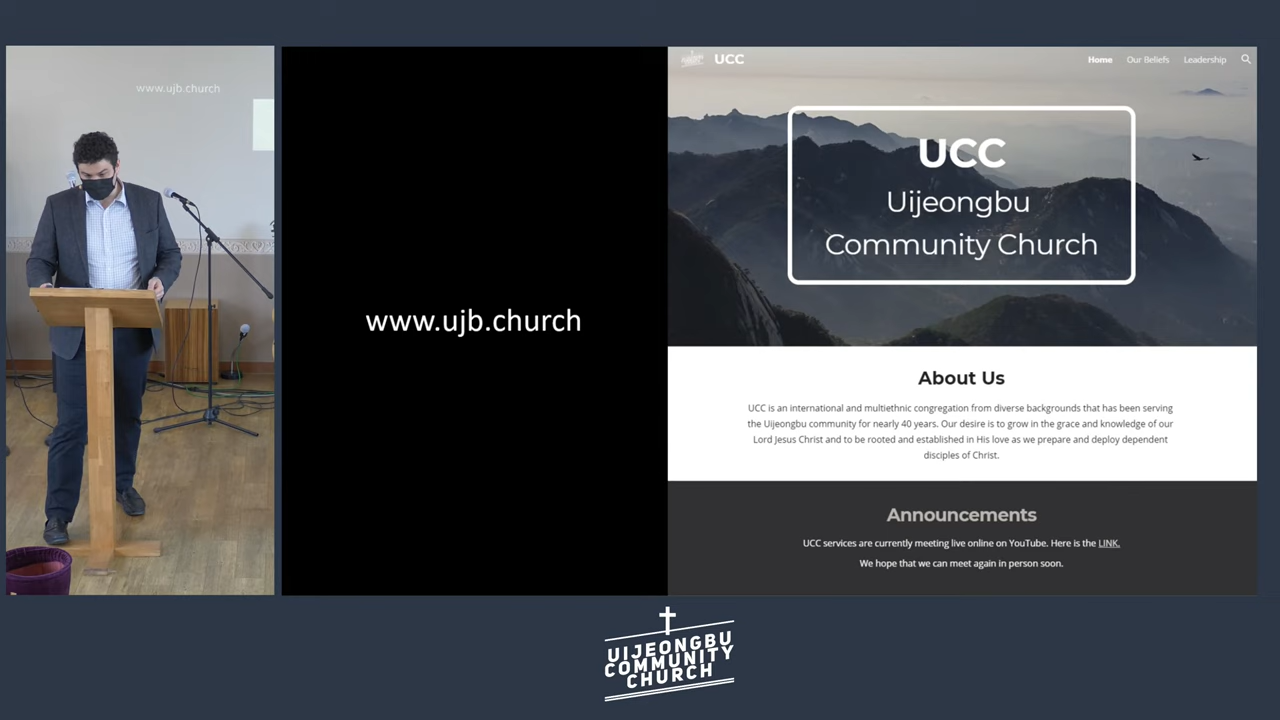 www.ujb.church
www.ujb.church
UCC
Home
Our Beliefs
Leadership
UCC
Uijeongbu
Community Church
About Us
UCC is an international and multiethnic congregation from diverse backgrounds that has been serving
the Uijeongbu community for nearly 40 years. Our desire is to grow in the grace and knowledge of our
Lord Jesus Christ and to be rooted and established in His love as we prepare and deploy dependent
disciples of Christ.
Announcements
UCC services are currently meeting live online on YouTube. Here is the LINK.
We hope that we can meet again in person soon.
UIJEONGBU
COMMUNITY
CHURCH